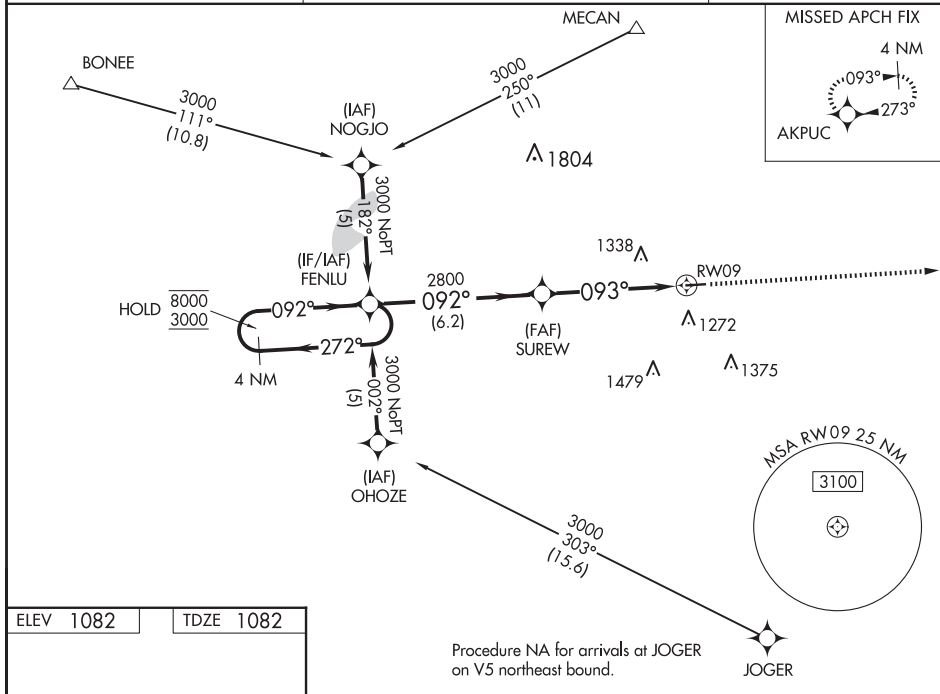 MISSED APCH FIX
4 NM
093°
273°
AKPUC
MECAN
3000
250°
(11)
BONEE
3000
111°
(10.8)
(IAF)
NOGJO
1804
3000 NoPT
182°
(5)
(IF/IAF)
FENLU
1338
RW09
2800
092°
(6.2)
093°
HOLD
8000
3000
092°
272°
4 NM
(FAF)
SUREW
1272
1479
1375
3000 NoPT
002°
(5)
(IAF)
OHOZE
MSA RW09 25 NM
3100
3000
303°
(15.6)
ELEV 1082
TDZE 1082
Procedure NA for arrivals at JOGER
on V5 northeast bound.
JOGER